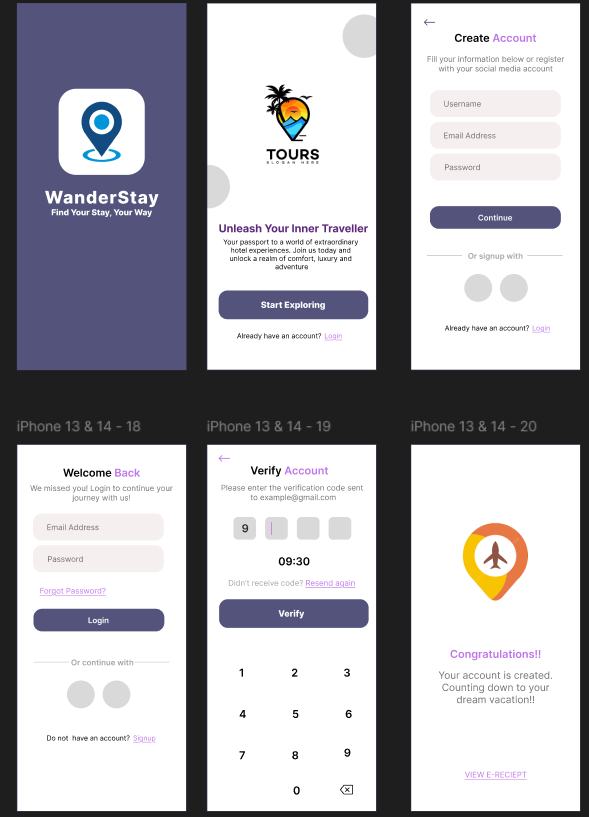 WanderStay
Find Your Stay, Your Way
TOURS
SLOGAN HERE
Unleash Your Inner Traveller
Your passport to a world of extraordinary
hotel experiences. Join us today and
unlock a realm of comfort, luxury and
adventure
Start Exploring
Already have an account? Login
Create Account
Fill your information below or register
with your social media account
Username
Email Address
Password
Continue
Or signup with
Already have an account? Login
iPhone 13 & 14 - 18
Welcome Back
We missed you! Login to continue your
journey with us!
Email Address
Password
Forgot Password?
Login
Or continue with
Do not have an account? Signup
iPhone 13 & 14 - 19
Verify Account
Please enter the verification code sent
to example@gmail.com
9
09:30
Didn't receive code? Resend again
Verify
1 2 3
4 5 6
7 8 9
0
iPhone 13 & 14 - 20
Congratulations!!
Your account is created.
Counting down to your
dream vacation!!
VIEW E-RECIEPT